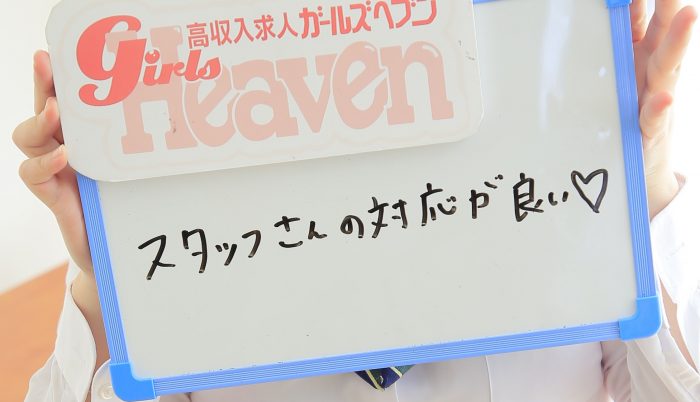 高収入求人ガールズヘブン
Girls
Heaven
スタッフさんの対応が良い♡